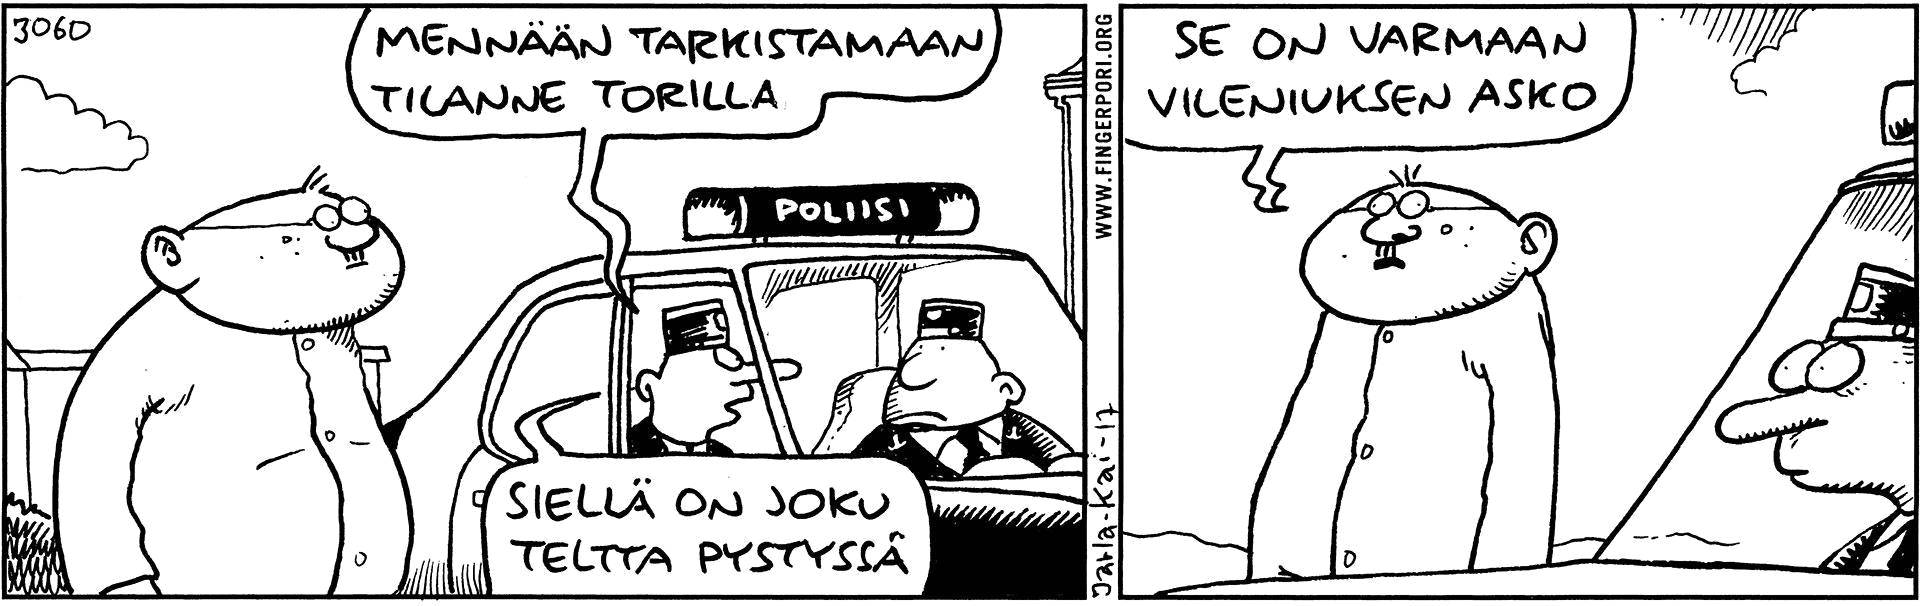 3060
MENNÄÄN TARKISTAMAAN
TILANNE TORILLA
POLIISI
SIELLÄ ON JOKU
TELTTA PYSTYSSÄ
WWW.FINGERPORI.ORG
Jarla-Kai-17
SE ON VARMAAN
VILENIUKSEN ASKO